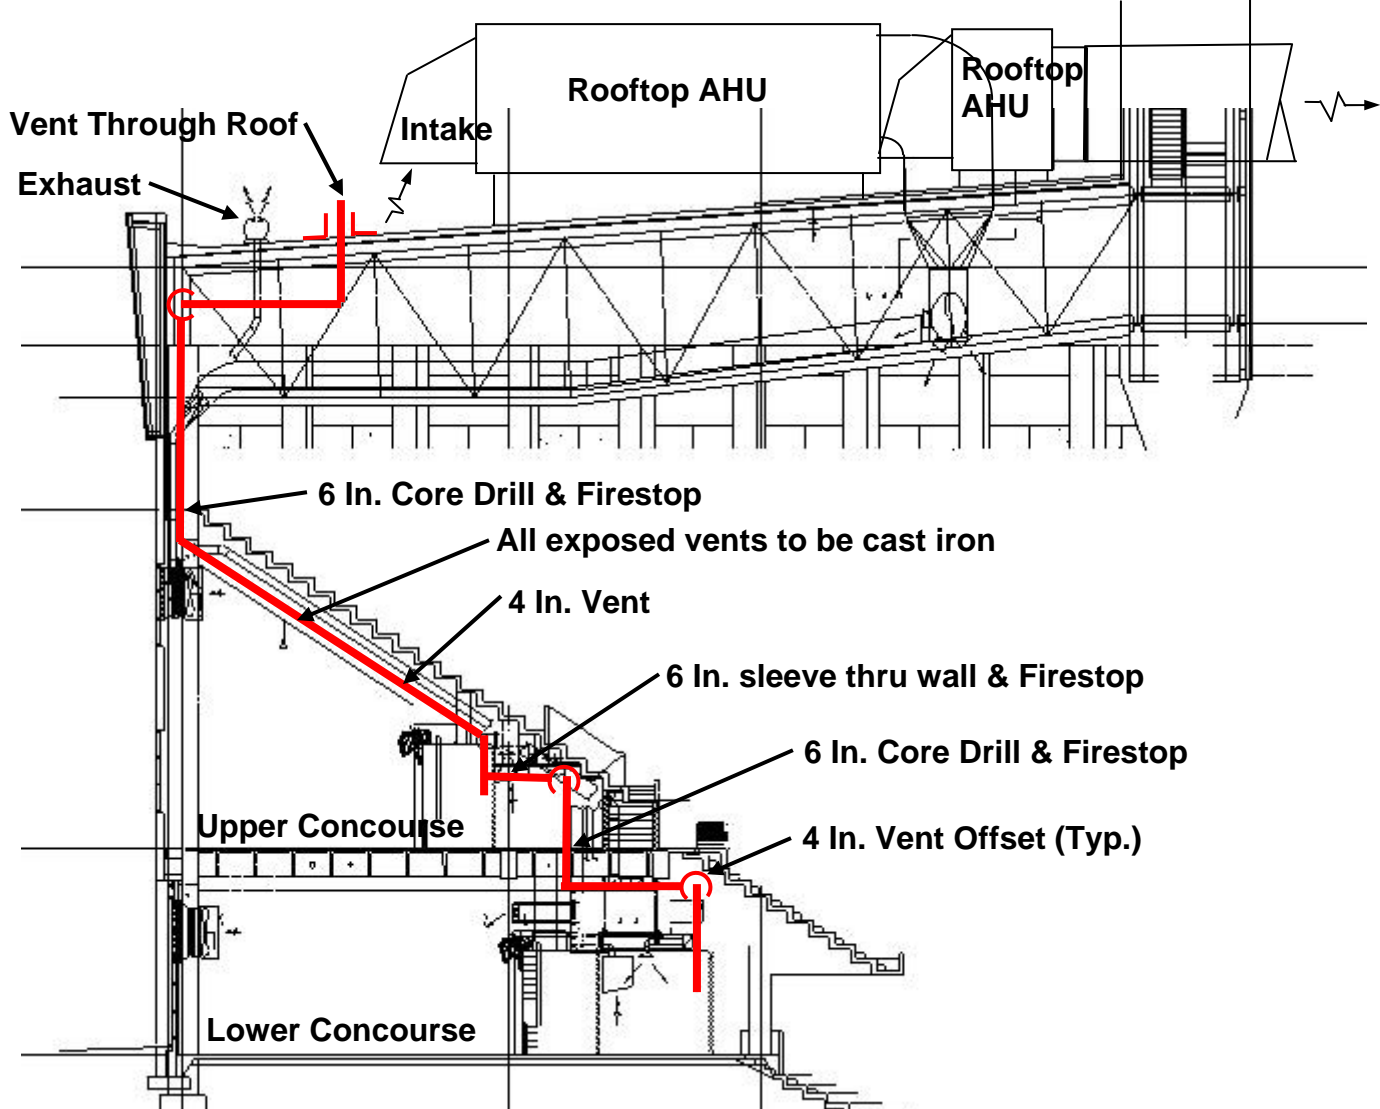 Rooftop AHU
Rooftop
AHU
Vent Through Roof
Intake
Exhaust
6 In. Core Drill & Firestop
All exposed vents to be cast iron
4 In. Vent
6 In. sleeve thru wall & Firestop
6 In. Core Drill & Firestop
Upper Concourse
4 In. Vent Offset (Typ.)
Lower Concourse